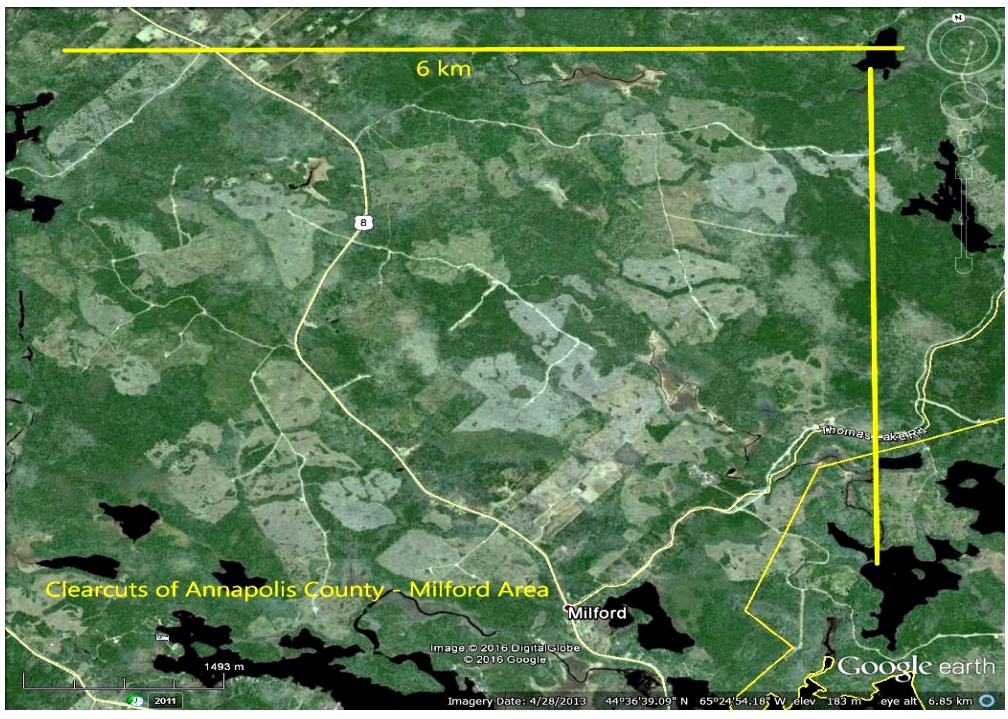 N
6 km
8
Thomas Lake Rd
Clearcuts of Annapolis County - Milford Area
Milford
Image © 2016 DigitalGlobe
© 2016 Google
Google earth
1493 m
2011
Imagery Date: 4/28/2013 44°36'39.09" N 65°24'54.18" W elev 183 m eye alt 6.85 km